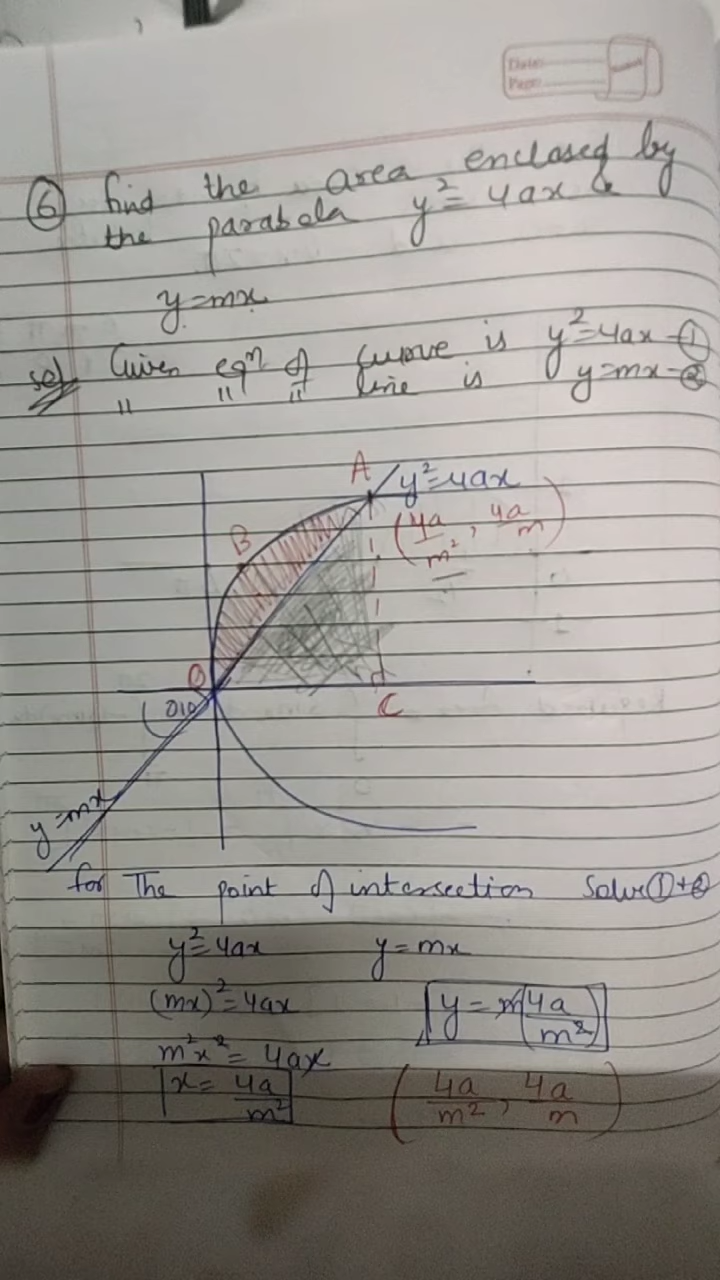 Date:
Page:
⑥ find the area enclosed by
the parabola y² = 4ax &
y = mx
Sol Given eqⁿ of curve is y² = 4ax - ①
" " " line is y = mx - ②
A y² = 4ax
(4a/m², 4a/m)
B
O
(0,0)
C
y = mx
for The point of intersection Solve ① + ②
y² = 4ax y = mx
(mx)² = 4ax y = m(4a/m²)
m²x² = 4ax
x = 4a/m² (4a/m², 4a/m)